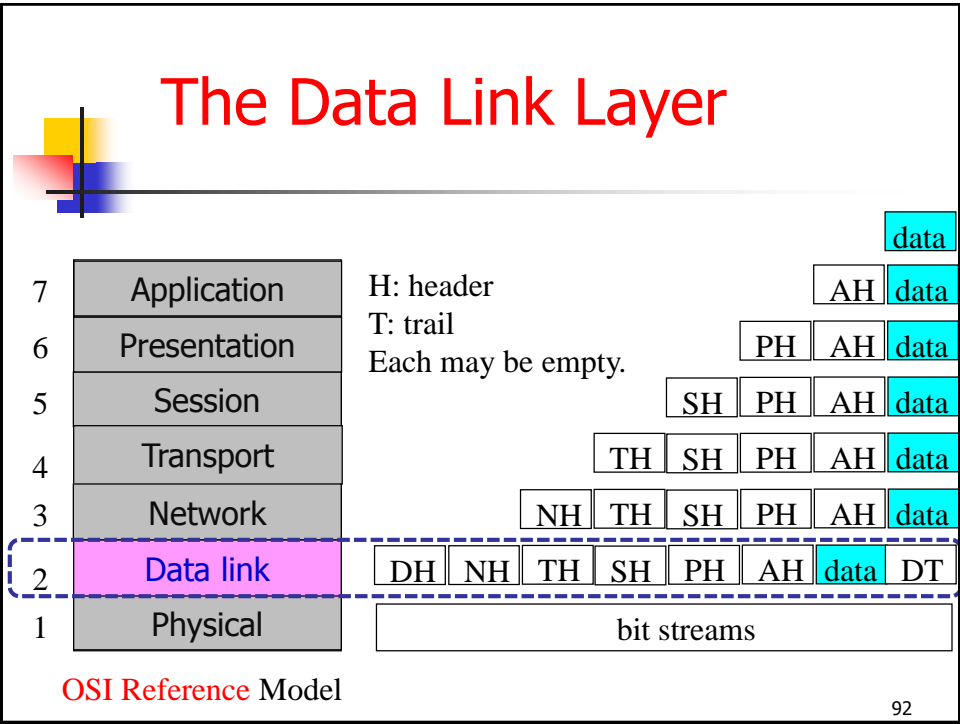 The Data Link Layer
data
7 Application H: header AH data
T: trail
6 Presentation PH AH data
Each may be empty.
5 Session SH PH AH data
4 Transport TH SH PH AH data
3 Network NH TH SH PH AH data
2 Data link DH NH TH SH PH AH data DT
1 Physical bit streams
OSI Reference Model
92